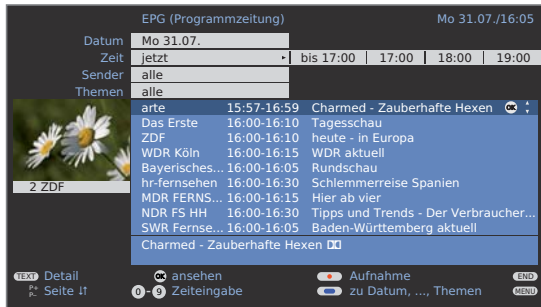 EPG (Programmzeitung) Mo 31.07./16:05
Datum Mo 31.07.
Zeit jetzt bis 17:00 17:00 18:00 19:00
Sender alle
Themen alle
arte 15:57-16:59 Charmed - Zauberhafte Hexen OK
Das Erste 16:00-16:10 Tagesschau
ZDF 16:00-16:10 heute - in Europa
WDR Köln 16:00-16:15 WDR aktuell
Bayerisches... 16:00-16:05 Rundschau
2 ZDF
hr-fernsehen 16:00-16:30 Schlemmerreise Spanien
MDR FERNS... 16:00-16:15 Hier ab vier
NDR FS HH 16:00-16:30 Tipps und Trends - Der Verbraucher...
SWR Fernse... 16:00-16:05 Baden-Württemberg aktuell
Charmed - Zauberhafte Hexen
TEXT Detail OK ansehen Aufnahme END
P+ P- Seite 0-9 Zeiteingabe zu Datum, ..., Themen MENU